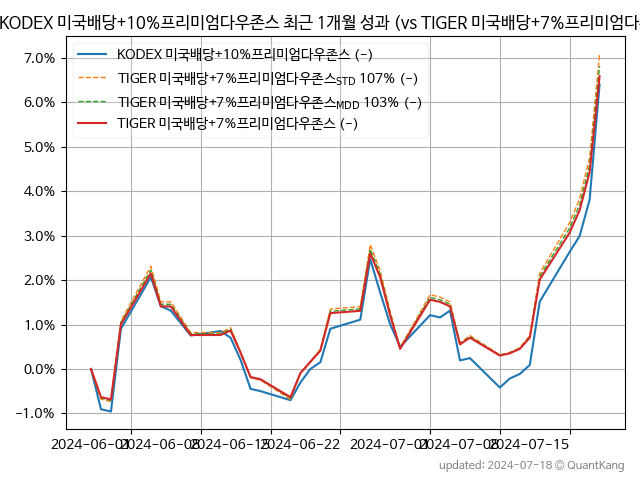 KODEX 미국배당+10%프리미엄다우존스 최근 1개월 성과 (vs TIGER 미국배당+7%프리미엄다
7.0%
6.0%
5.0%
4.0%
3.0%
2.0%
1.0%
0.0%
-1.0%
KODEX 미국배당+10%프리미엄다우존스 (-)
TIGER 미국배당+7%프리미엄다우존스STD 107% (-)
TIGER 미국배당+7%프리미엄다우존스MDD 103% (-)
TIGER 미국배당+7%프리미엄다우존스 (-)
2024-06-01 2024-06-08 2024-06-15 2024-06-22 2024-07-01 2024-07-08 2024-07-15
updated: 2024-07-18 © QuantKang